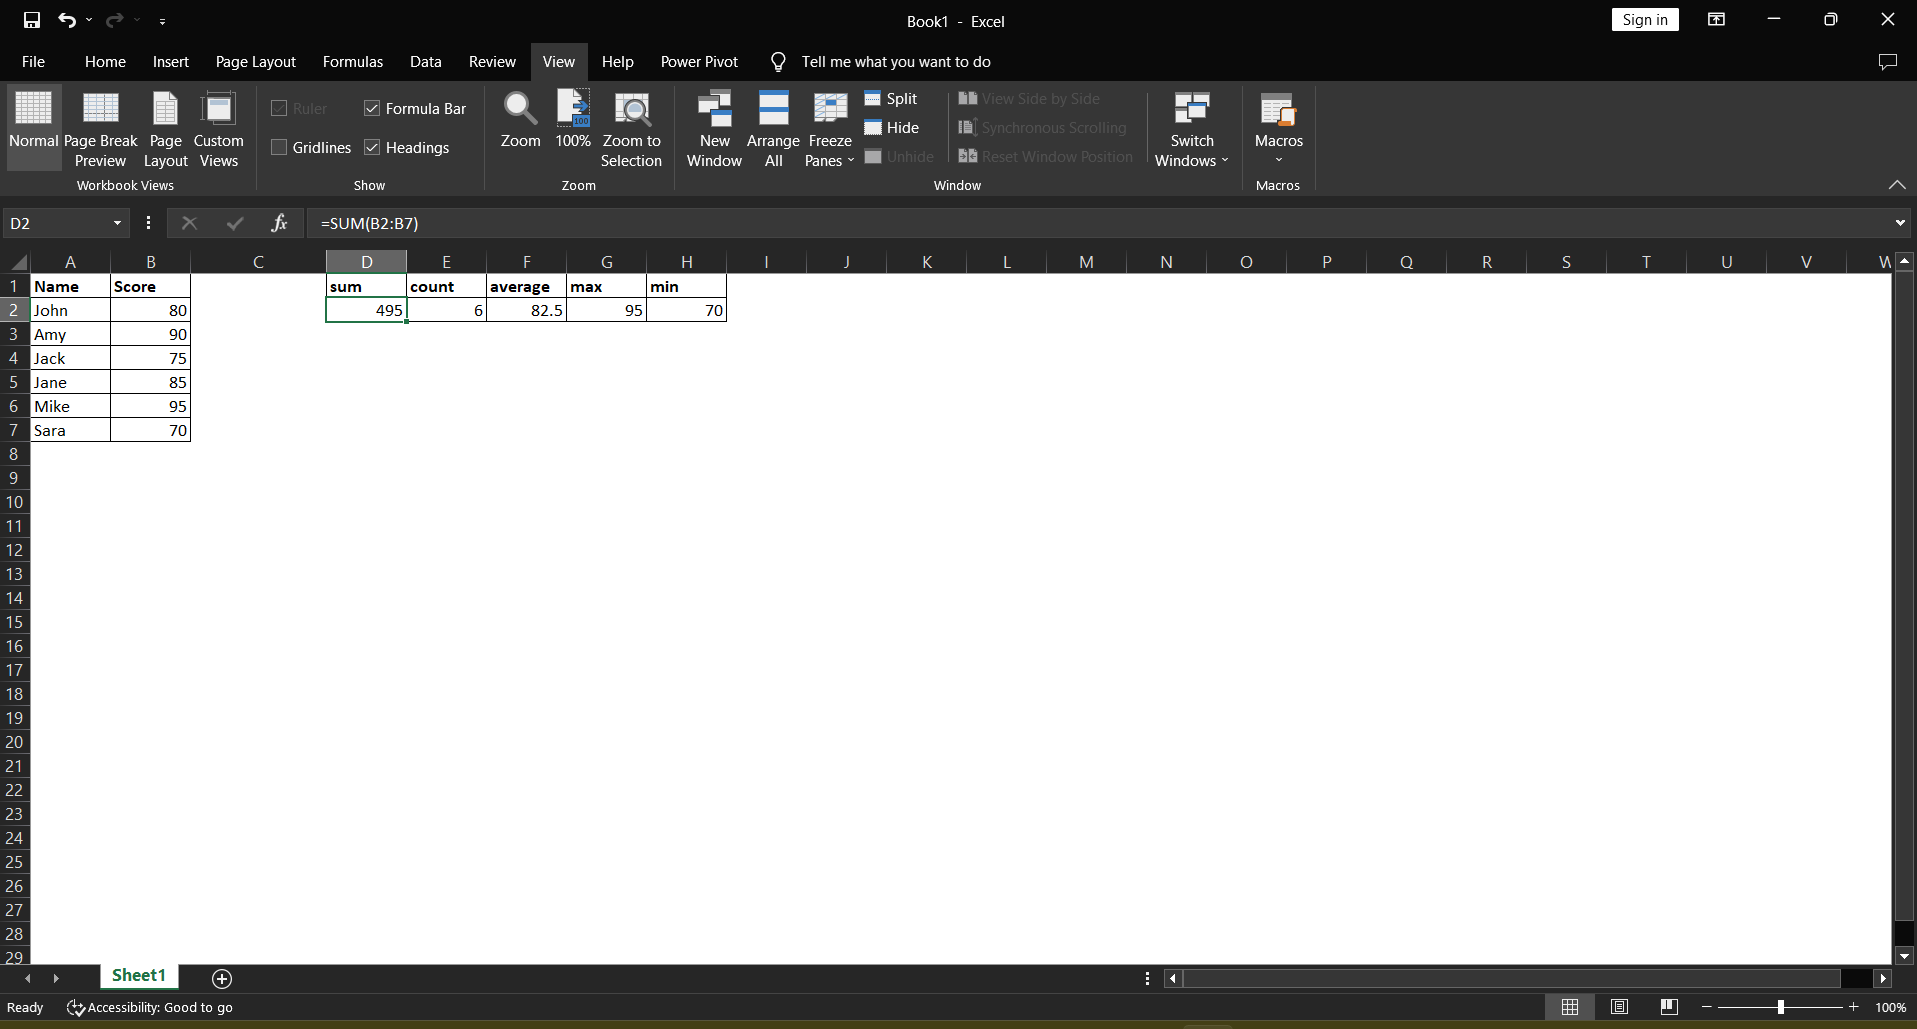 Book1 - Excel
Sign in
File Home Insert Page Layout Formulas Data Review View Help Power Pivot Tell me what you want to do
Normal
Page Break
Preview
Page
Layout
Custom
Views
Workbook Views
Ruler
Formula Bar
Gridlines
Headings
Show
Zoom
100
100%
Zoom to
Selection
Zoom
New
Window
Arrange
All
Freeze
Panes
Split
Hide
Unhide
View Side by Side
Synchronous Scrolling
Reset Window Position
Switch
Windows
Window
Macros
Macros
D2
fx
=SUM(B2:B7)
A B C D E F G H I J K L M N O P Q R S T U V W
1 Name Score sum count average max min
2 John 80 495 6 82.5 95 70
3 Amy 90
4 Jack 75
5 Jane 85
6 Mike 95
7 Sara 70
8
9
10
11
12
13
14
15
16
17
18
19
20
21
22
23
24
25
26
27
28
29
Sheet1
Ready
Accessibility: Good to go
100%